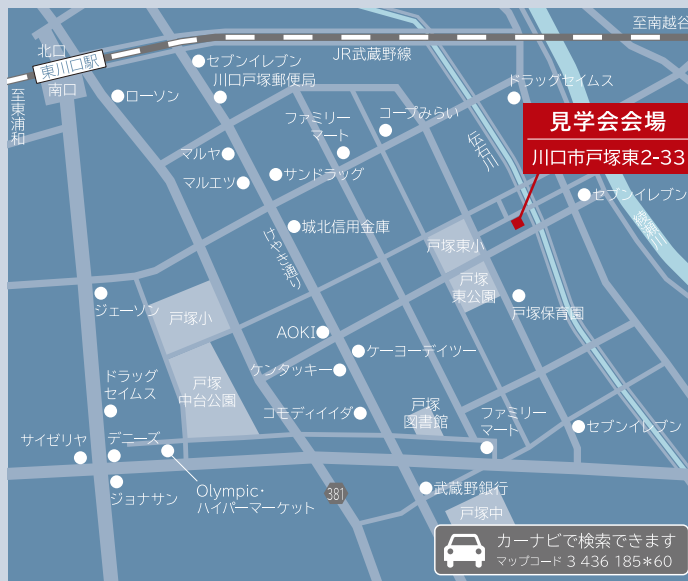 至南越谷
北口
東川口駅
南口
至東浦和
JR武蔵野線
セブンイレブン
川口戸塚郵便局
ローソン
ドラッグセイムス
コープみらい
ファミリー
マート
伝右川
見学会会場
川口市戸塚東2-33
マルヤ
マルエツ
サンドラッグ
セブンイレブン
綾瀬川
城北信用金庫
けやき通り
戸塚東小
戸塚
東公園
戸塚保育園
ジェーソン
戸塚小
AOKI
ケーヨーデイツー
ケンタッキー
ドラッグ
セイムス
戸塚
中台公園
コモディイイダ
戸塚
図書館
ファミリー
マート
セブンイレブン
サイゼリヤ
デニーズ
ジョナサン
Olympic・
ハイパーマーケット
381
武蔵野銀行
戸塚中
カーナビで検索できます
マップコード 3 436 185*60